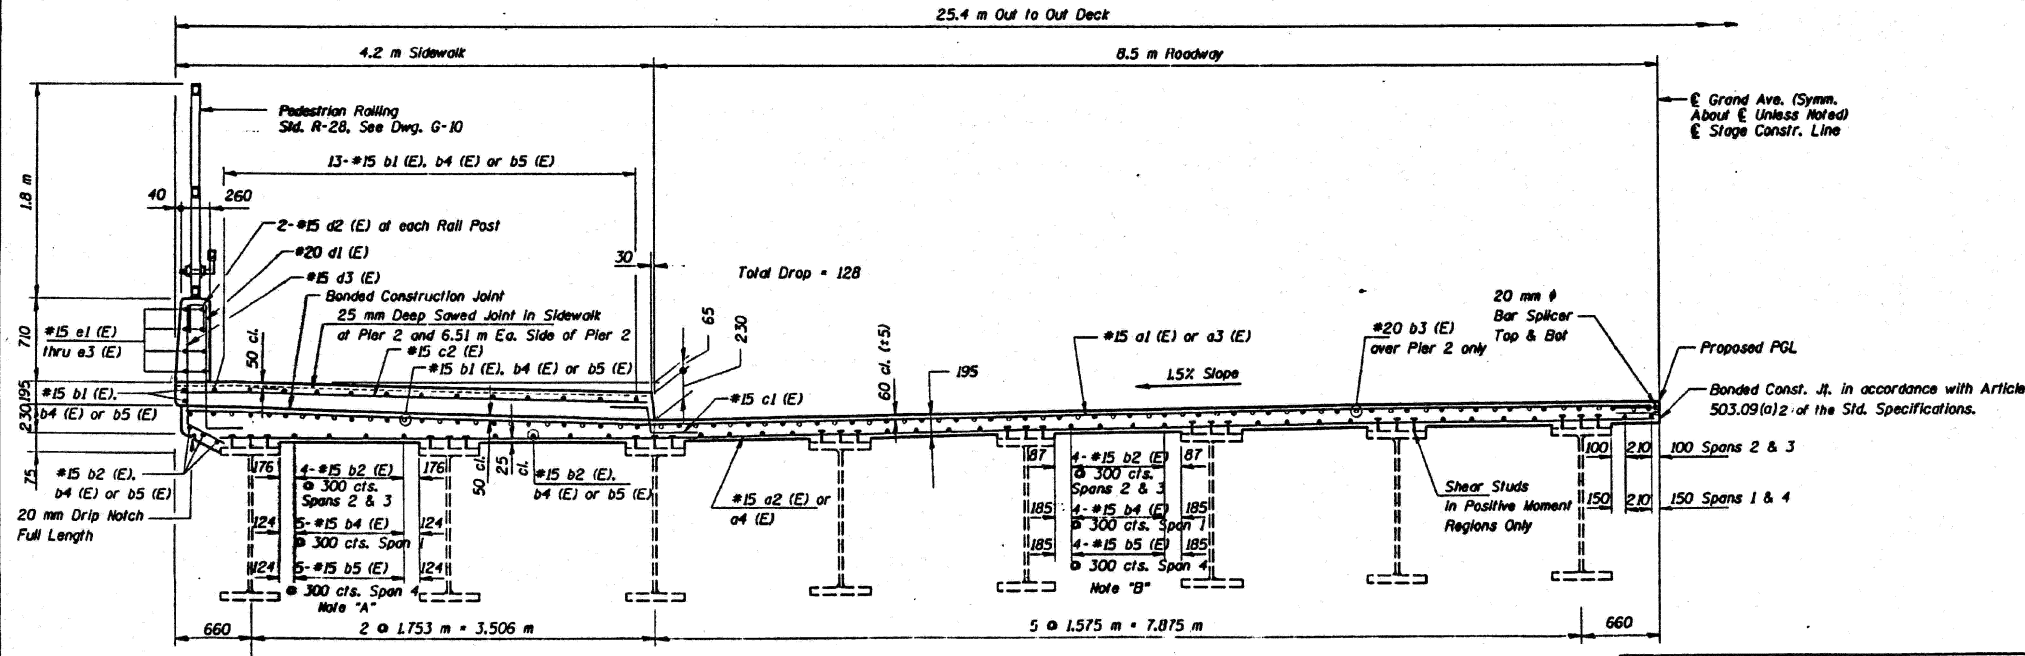 25.4 m Out to Out Deck
4.2 m Sidewalk
8.5 m Roadway
Pedestrian Railing
Std. R-28, See Dwg. G-10
℄ Grand Ave. (Symm.
About ℄ Unless Noted)
℄ Stage Constr. Line
13-#15 b1 (E), b4 (E) or b5 (E)
1.8 m
40
260
2-#15 d2 (E) at each Rail Post
#20 d1 (E)
#15 d3 (E)
30
Total Drop = 128
Bonded Construction Joint
25 mm Deep Sawed Joint in Sidewalk
at Pier 2 and 6.51 m Ea. Side of Pier 2
#15 c2 (E)
#15 b1 (E), b4 (E) or b5 (E)
65
230
20 mm ϕ
Bar Splicer
Top & Bot
710
#15 e1 (E)
thru e3 (E)
50 cl.
60 cl. (±5)
#15 a1 (E) or a3 (E)
#20 b3 (E)
over Pier 2 only
Proposed PGL
195
1.5% Slope
195
#15 b1 (E),
b4 (E) or b5 (E)
230
#15 c1 (E)
Bonded Const. Jt. in accordance with Article
503.09(a)2 of the Std. Specifications.
75
#15 b2 (E),
b4 (E) or b5 (E)
20 mm Drip Notch
Full Length
176
4-#15 b2 (E)
@ 300 cts.
Spans 2 & 3
176
124
5-#15 b4 (E)
@ 300 cts. Span 1
124
124
5-#15 b5 (E)
@ 300 cts. Span 4
124
Note "A"
50 cl.
25 cl.
#15 b2 (E),
b4 (E) or b5 (E)
#15 a2 (E) or
a4 (E)
87
4-#15 b2 (E)
@ 300 cts.
Spans 2 & 3
87
185
4-#15 b4 (E)
@ 300 cts. Span 1
185
185
4-#15 b5 (E)
@ 300 cts. Span 4
185
Note "B"
Shear Studs
in Positive Moment
Regions Only
100
210
100 Spans 2 & 3
150
210
150 Spans 1 & 4
660
2 @ 1.753 m = 3.506 m
5 @ 1.575 m = 7.875 m
660